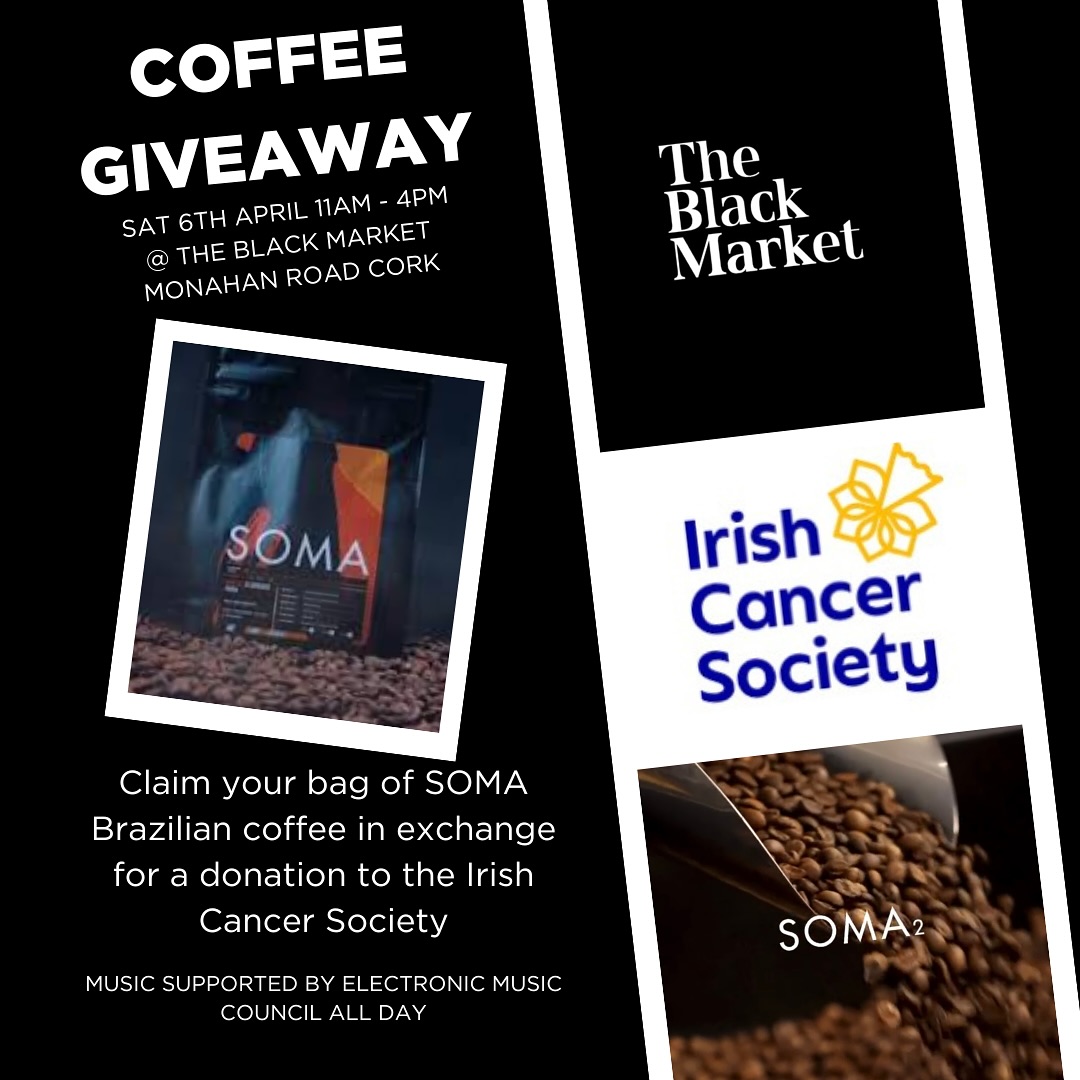 COFFEE
GIVEAWAY
SAT 6TH APRIL 11AM - 4PM
@ THE BLACK MARKET
MONAHAN ROAD CORK
SOMA
Claim your bag of SOMA
Brazilian coffee in exchange
for a donation to the Irish
Cancer Society
MUSIC SUPPORTED BY ELECTRONIC MUSIC
COUNCIL ALL DAY
The
Black
Market
Irish
Cancer
Society
SOMA₂